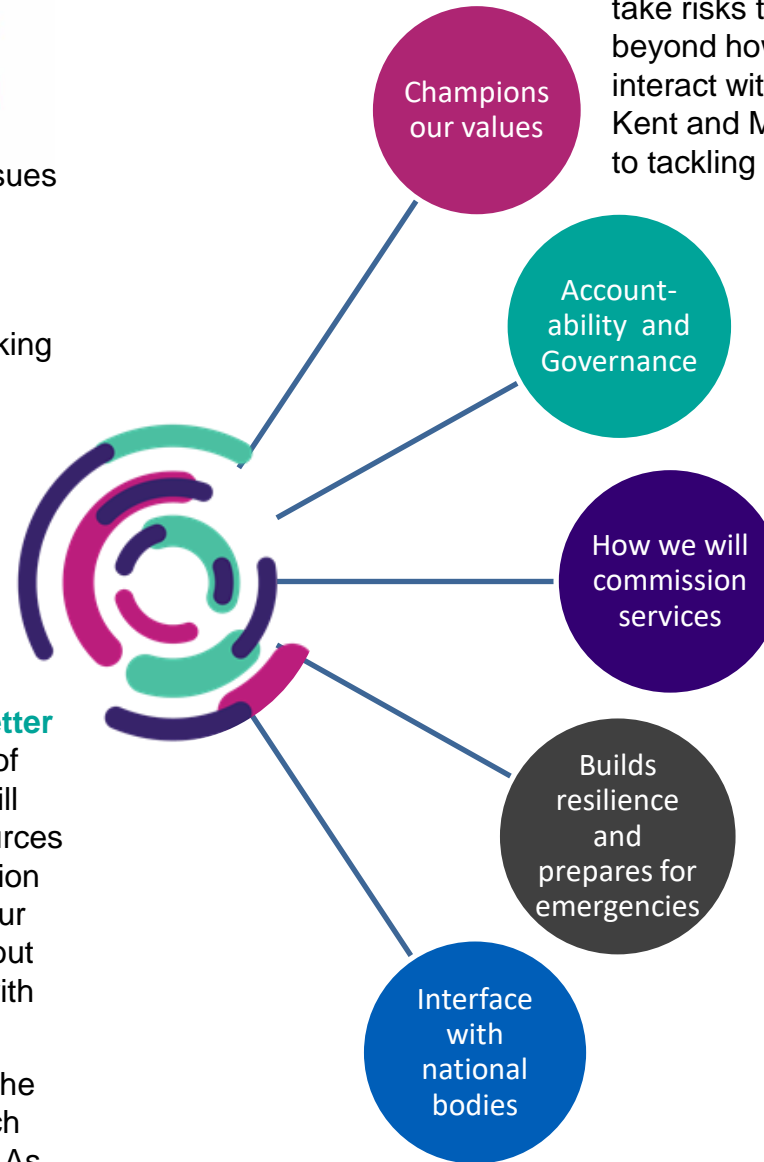 sues
king
etter
of
ill
urces
ion
ur
out
ith
he
ch
As
Champions
our values
Account-
ability and
Governance
How we will
commission
services
Builds
resilience
and
prepares for
emergencies
Interface
with
national
bodies
take risks t
beyond how
interact wit
Kent and M
to tackling